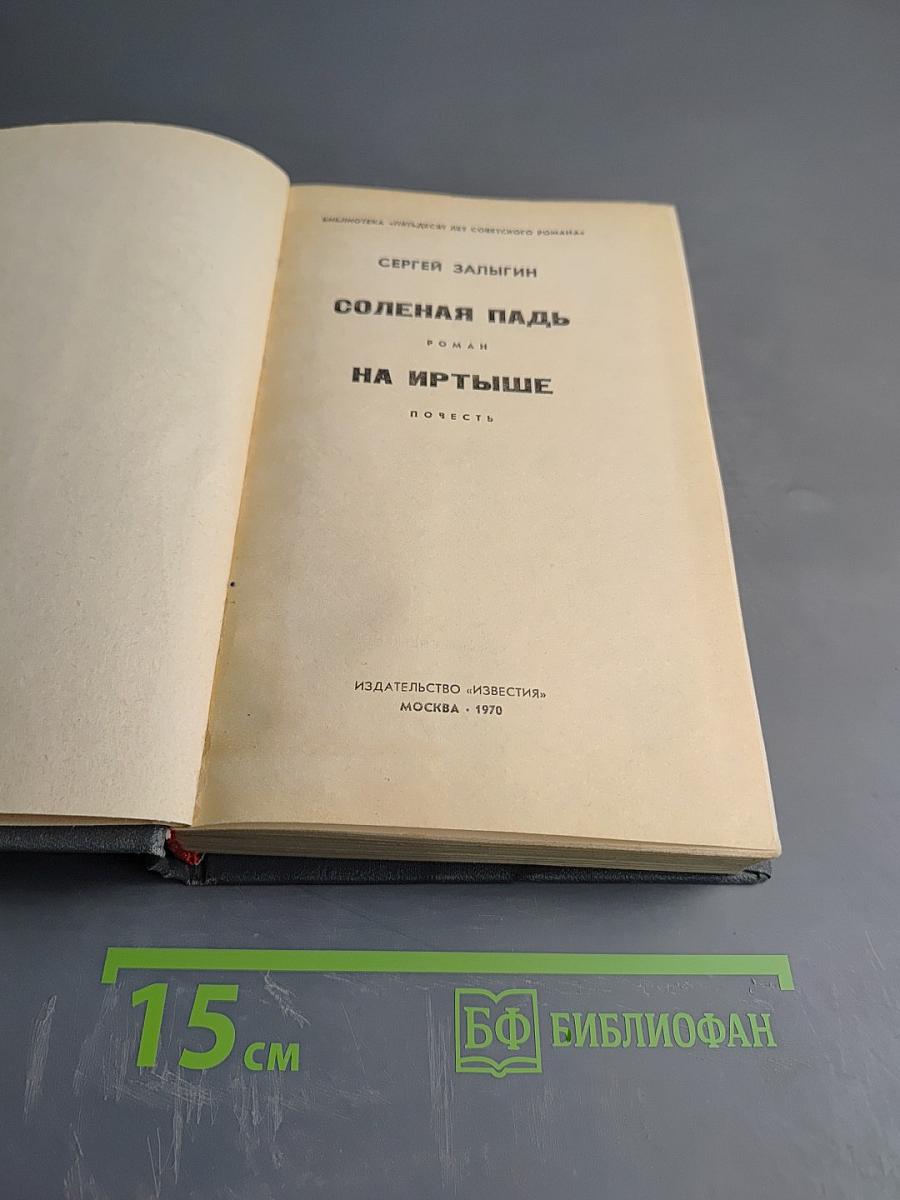 БИБЛИОТЕКА «ПЯТЬДЕСЯТ ЛЕТ СОВЕТСКОГО РОМАНА»
СЕРГЕЙ ЗАЛЫГИН
СОЛЕНАЯ ПАДЬ
РОМАН
НА ИРТЫШЕ
ПОВЕСТЬ
ИЗДАТЕЛЬСТВО «ИЗВЕСТИЯ»
МОСКВА · 1970
15 СМ
БФ БИБЛИОФАН